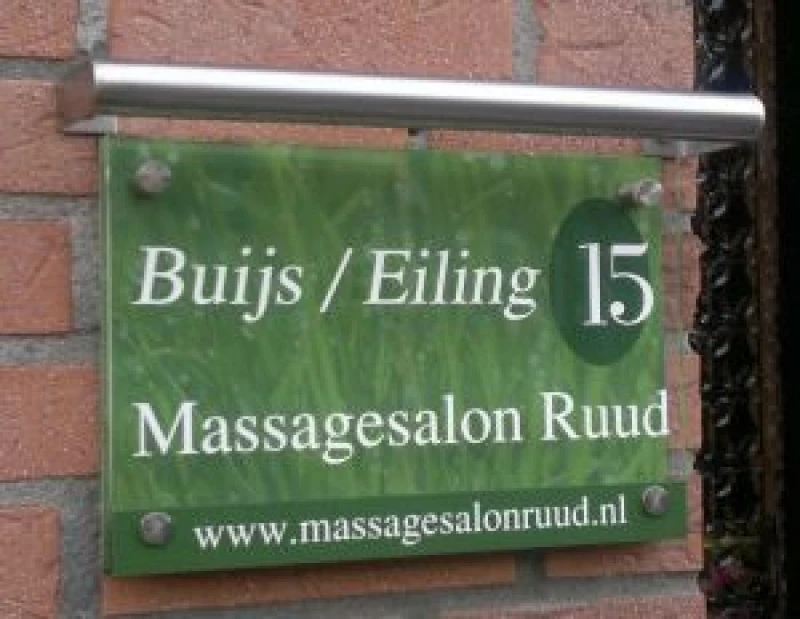 Buijs / Eiling 15
Massagesalon Ruud
www.massagesalonruud.nl